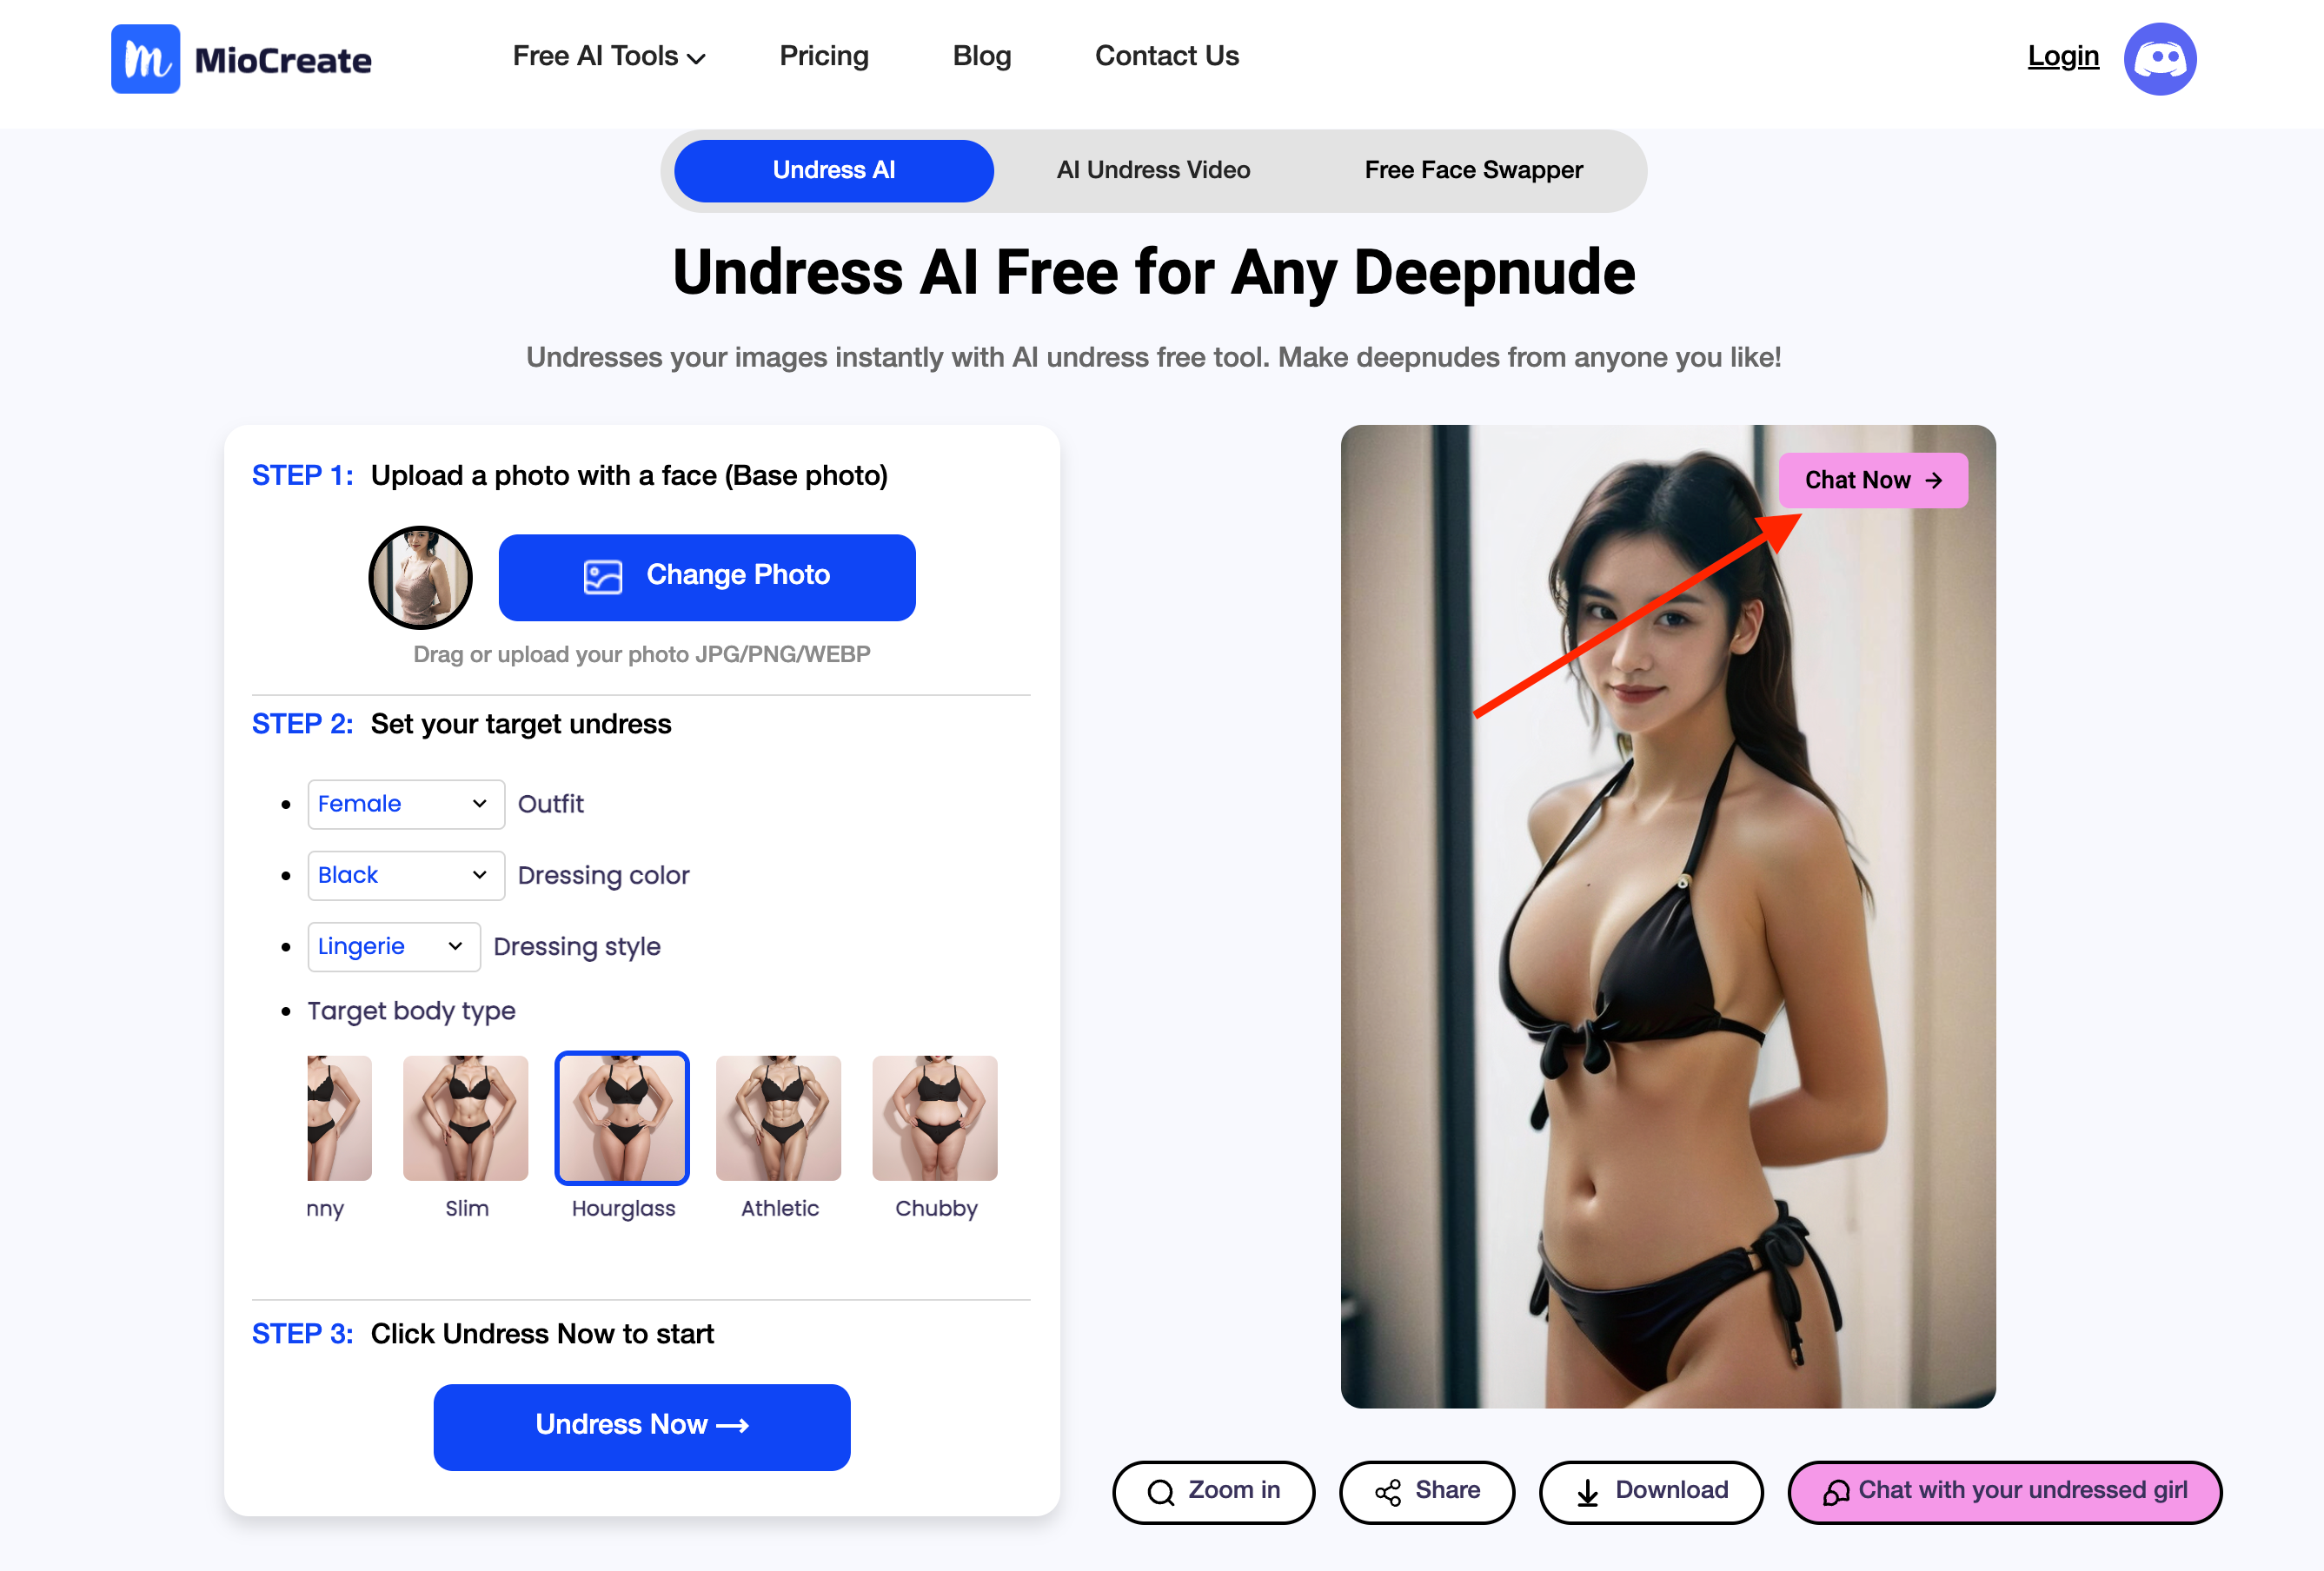 MioCreate
Free AI Tools
Pricing
Blog
Contact Us
Login
Undress AI
AI Undress Video
Free Face Swapper
Undress AI Free for Any Deepnude
Undresses your images instantly with AI undress free tool. Make deepnudes from anyone you like!
STEP 1: Upload a photo with a face (Base photo)
Change Photo
Drag or upload your photo JPG/PNG/WEBP
STEP 2: Set your target undress
Female Outfit
Black Dressing color
Lingerie Dressing style
Target body type
nny
Slim
Hourglass
Athletic
Chubby
STEP 3: Click Undress Now to start
Undress Now
Chat Now
Zoom in
Share
Download
Chat with your undressed girl